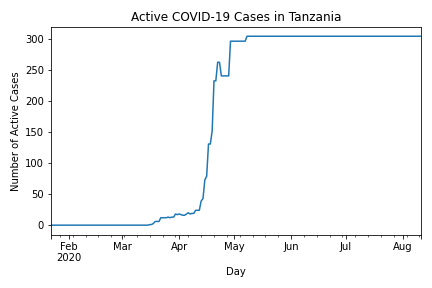 Active COVID-19 Cases in Tanzania
300
250
200
150
100
50
0
Number of Active Cases
Feb Mar Apr May Jun Jul Aug
2020
Day